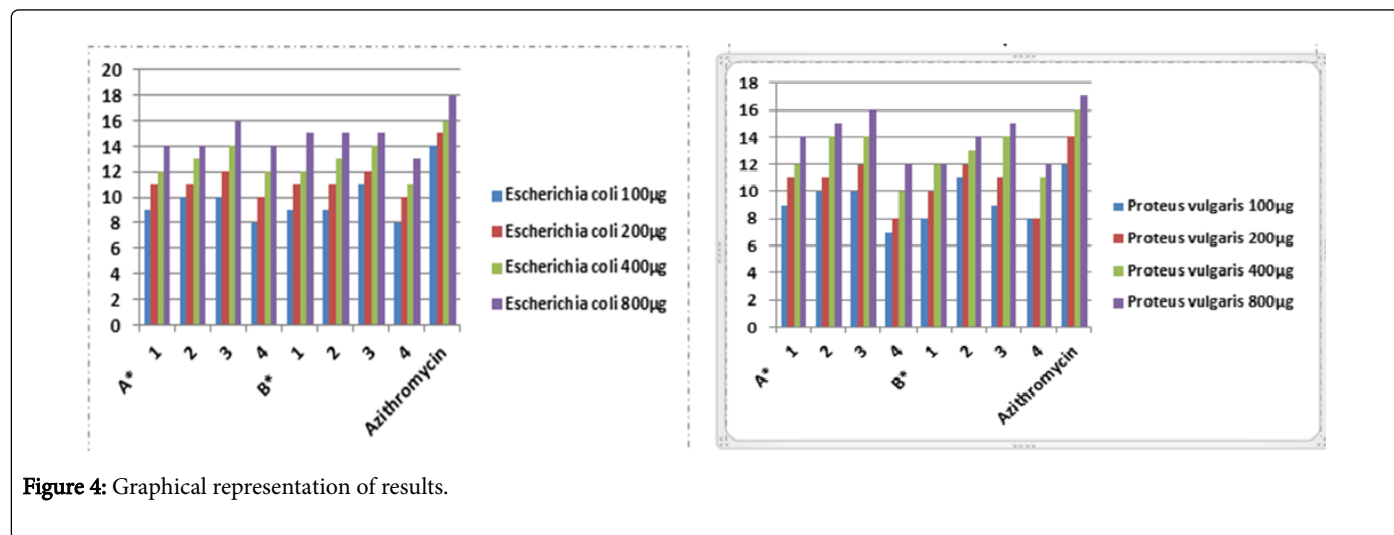 20
18
16
14
12
10
8
6
4
2
0
A* 1 2 3 4 B* 1 2 3 4 Azithromycin
Escherichia coli 100µg
Escherichia coli 200µg
Escherichia coli 400µg
Escherichia coli 800µg
18
16
14
12
10
8
6
4
2
0
A* 1 2 3 4 B* 1 2 3 4 Azithromycin
Proteus vulgaris 100µg
Proteus vulgaris 200µg
Proteus vulgaris 400µg
Proteus vulgaris 800µg
Figure 4: Graphical representation of results.